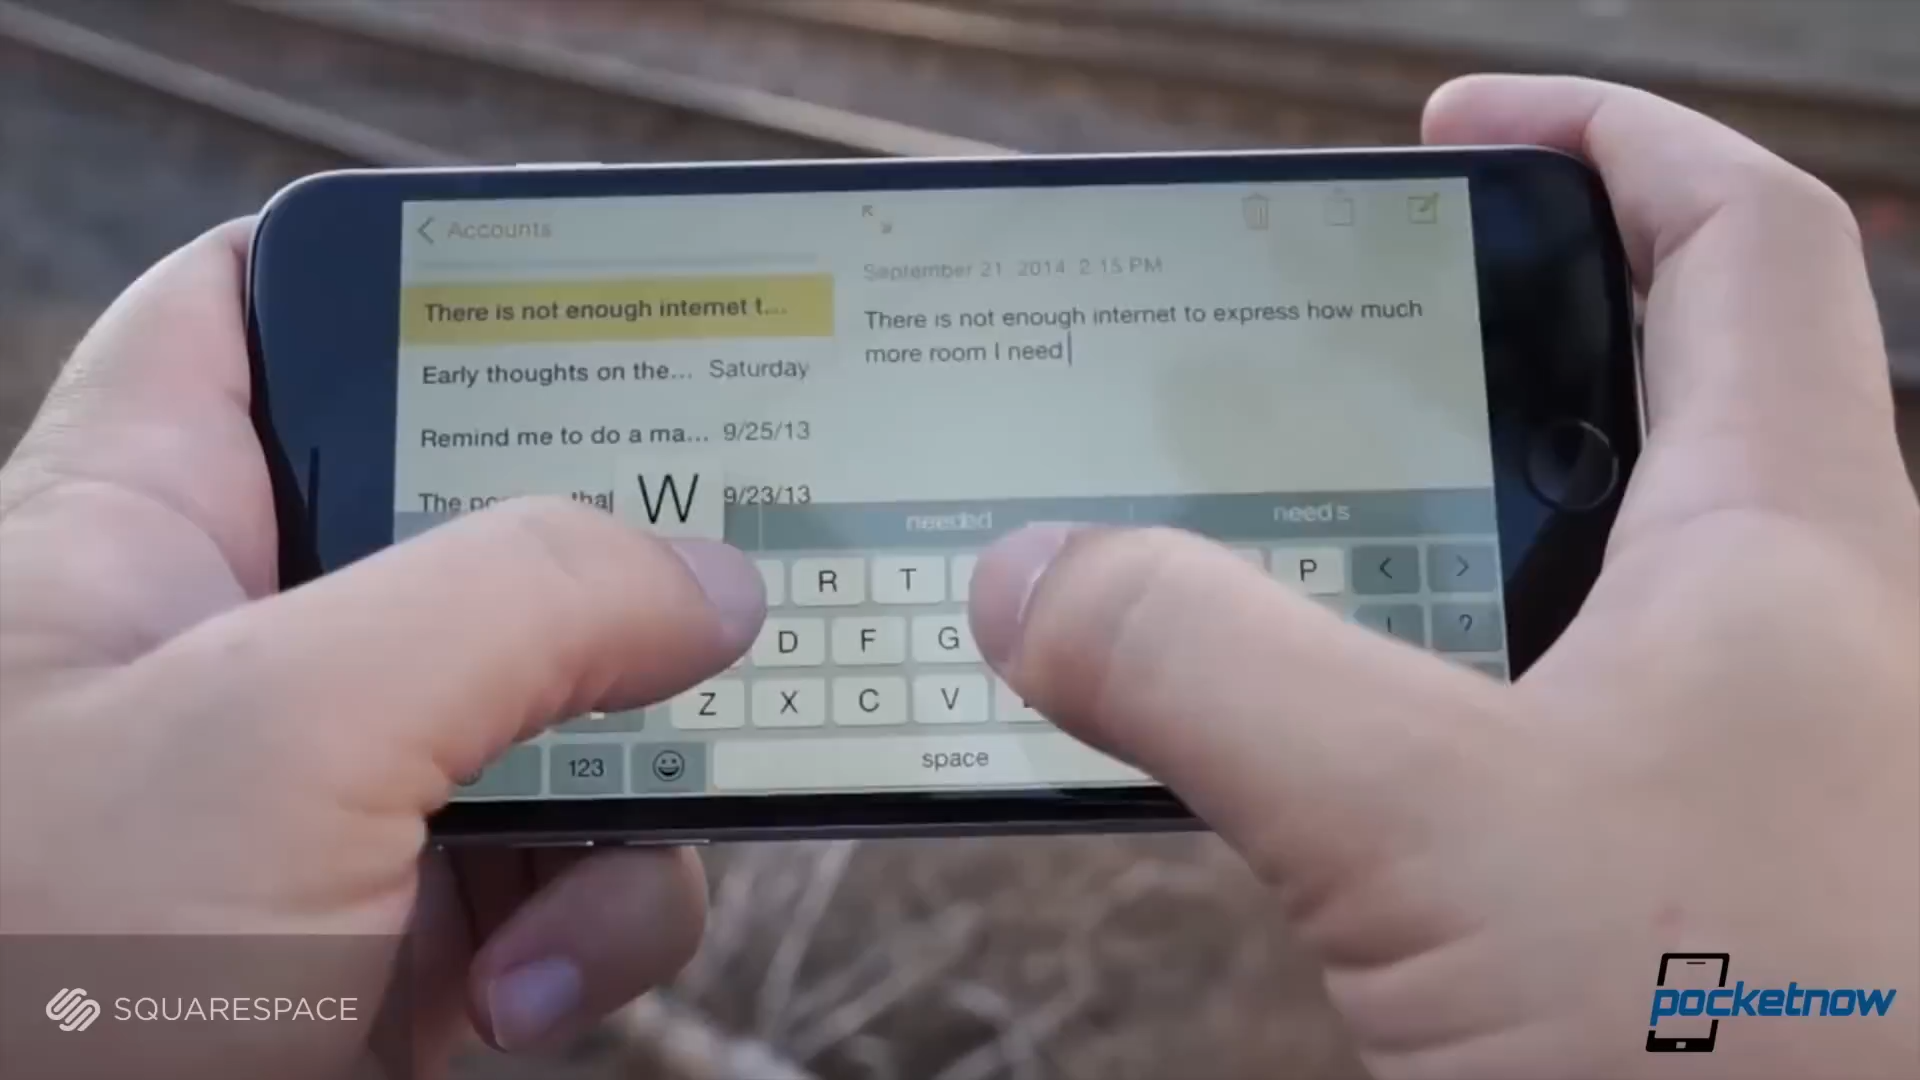 Accounts
September 21, 2014, 2:15 PM
There is not enough internet t...
There is not enough internet to express how much
more room I need
Early thoughts on the... Saturday
Remind me to do a ma... 9/25/13
The 9/23/13
W
needed need's
R T P < >
D F G ?
Z X C V
123 space
SQUARESPACE
pocketnow